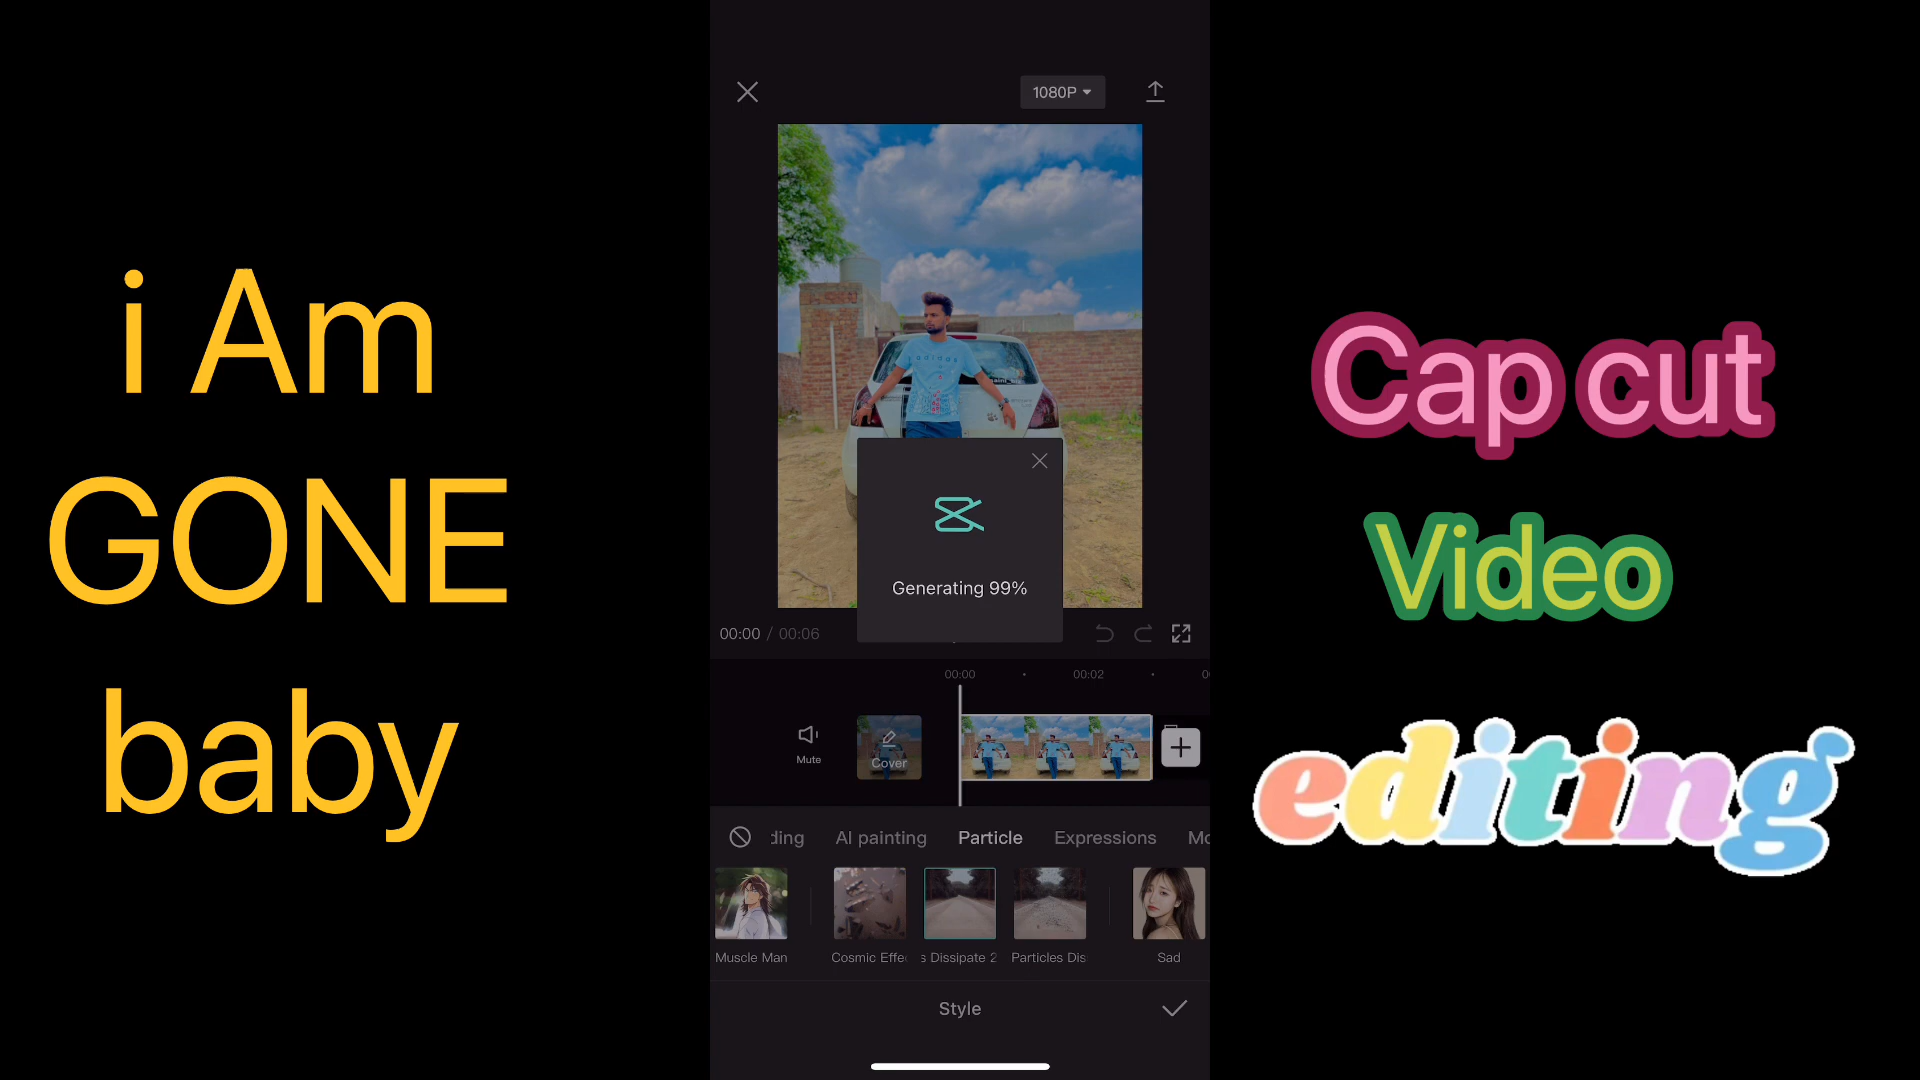 i Am
GONE
baby
1080P
Generating 99%
00:00 / 00:06
00:00
00:02
Mute
Cover
AI painting
Particle
Expressions
Muscle Man
Cosmic Effe
s Dissipate 2
Particles Dis
Sad
Style
Cap cut
Video
editing